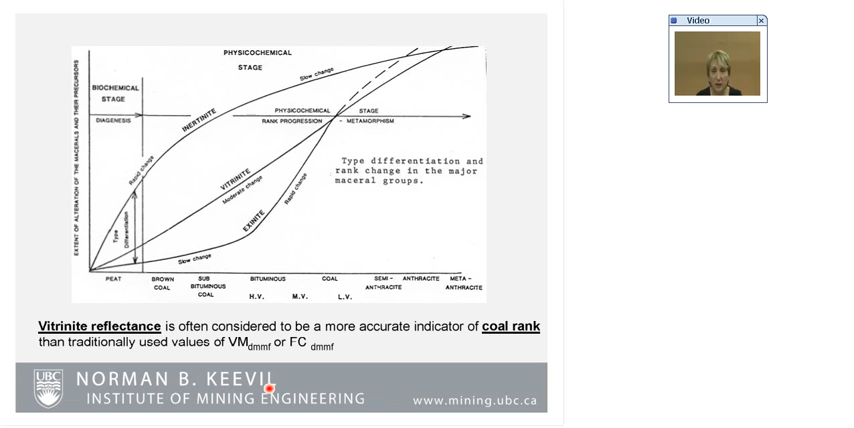 Video
PHYSICOCHEMICAL
STAGE
BIOCHEMICAL
STAGE
DIAGENESIS
PHYSICOCHEMICAL STAGE
RANK PROGRESSION - METAMORPHISM
EXTENT OF ALTERATION OF THE MACERALS AND THEIR PRECURSORS
Slow change
INERTINITE
Rapid change
VITRINITE
Moderate change
EXINITE
Rapid change
Slow change
Type
Differentiation
Type differentiation and
rank change in the major
maceral groups.
PEAT
BROWN
COAL
SUB
BITUMINOUS
COAL
BITUMINOUS COAL
H.V. M.V. L.V.
SEMI-
ANTHRACITE
ANTHRACITE
META-
ANTHRACITE
Vitrinite reflectance is often considered to be a more accurate indicator of coal rank
than traditionally used values of VMdmmf or FC dmmf
UBC
NORMAN B. KEEVIL
INSTITUTE OF MINING ENGINEERING
www.mining.ubc.ca